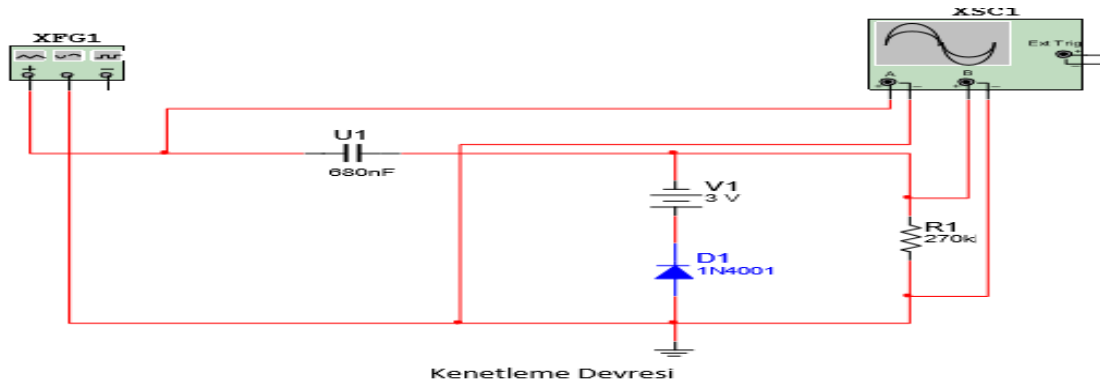 XSC1
XFG1
Ext Trig
+
A
B
+
-
+
-
+
-
U1
680nF
V1
3 V
R1
270k
D1
1N4001
Kenetleme Devresi